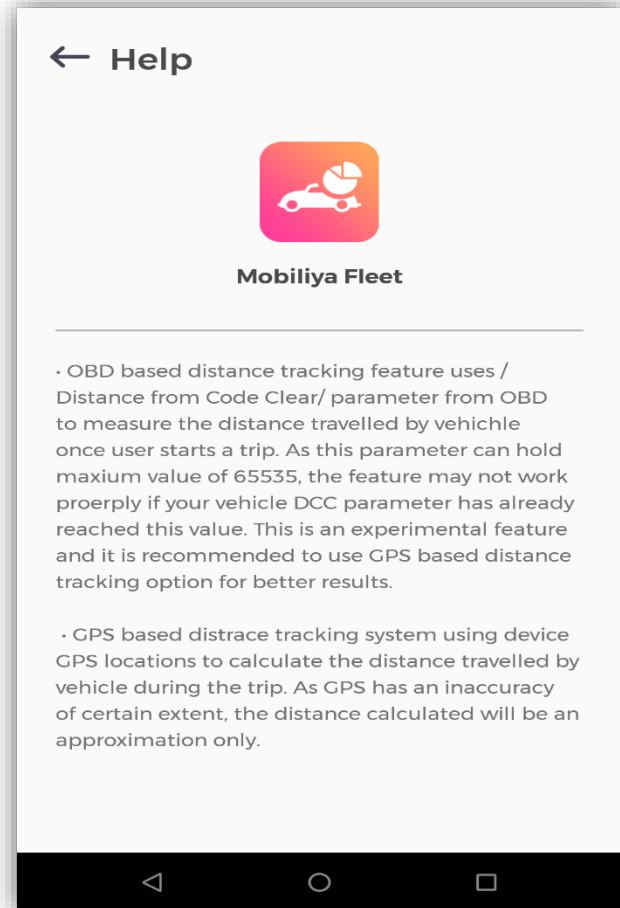 Help
Mobiliya Fleet
• OBD based distance tracking feature uses /
Distance from Code Clear/ parameter from OBD
to measure the distance travelled by vehichle
once user starts a trip. As this parameter can hold
maxium value of 65535, the feature may not work
proerply if your vehicle DCC parameter has already
reached this value. This is an experimental feature
and it is recommended to use GPS based distance
tracking option for better results.
• GPS based distrace tracking system using device
GPS locations to calculate the distance travelled by
vehicle during the trip. As GPS has an inaccuracy
of certain extent, the distance calculated will be an
approximation only.